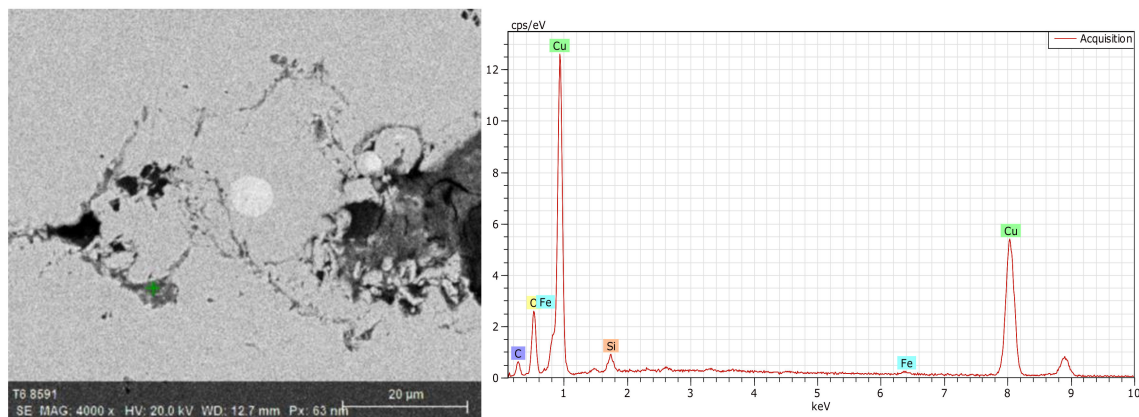 T6 8591
20 µm
SE MAG: 4000 x HV: 20.0 kV WD: 12.7 mm Px: 63 nm
cps/eV
Acquisition
12
10
8
6
4
2
0
Cu
O Fe
C
Si
Fe
Cu
1 2 3 4 5 6 7 8 9 10
keV